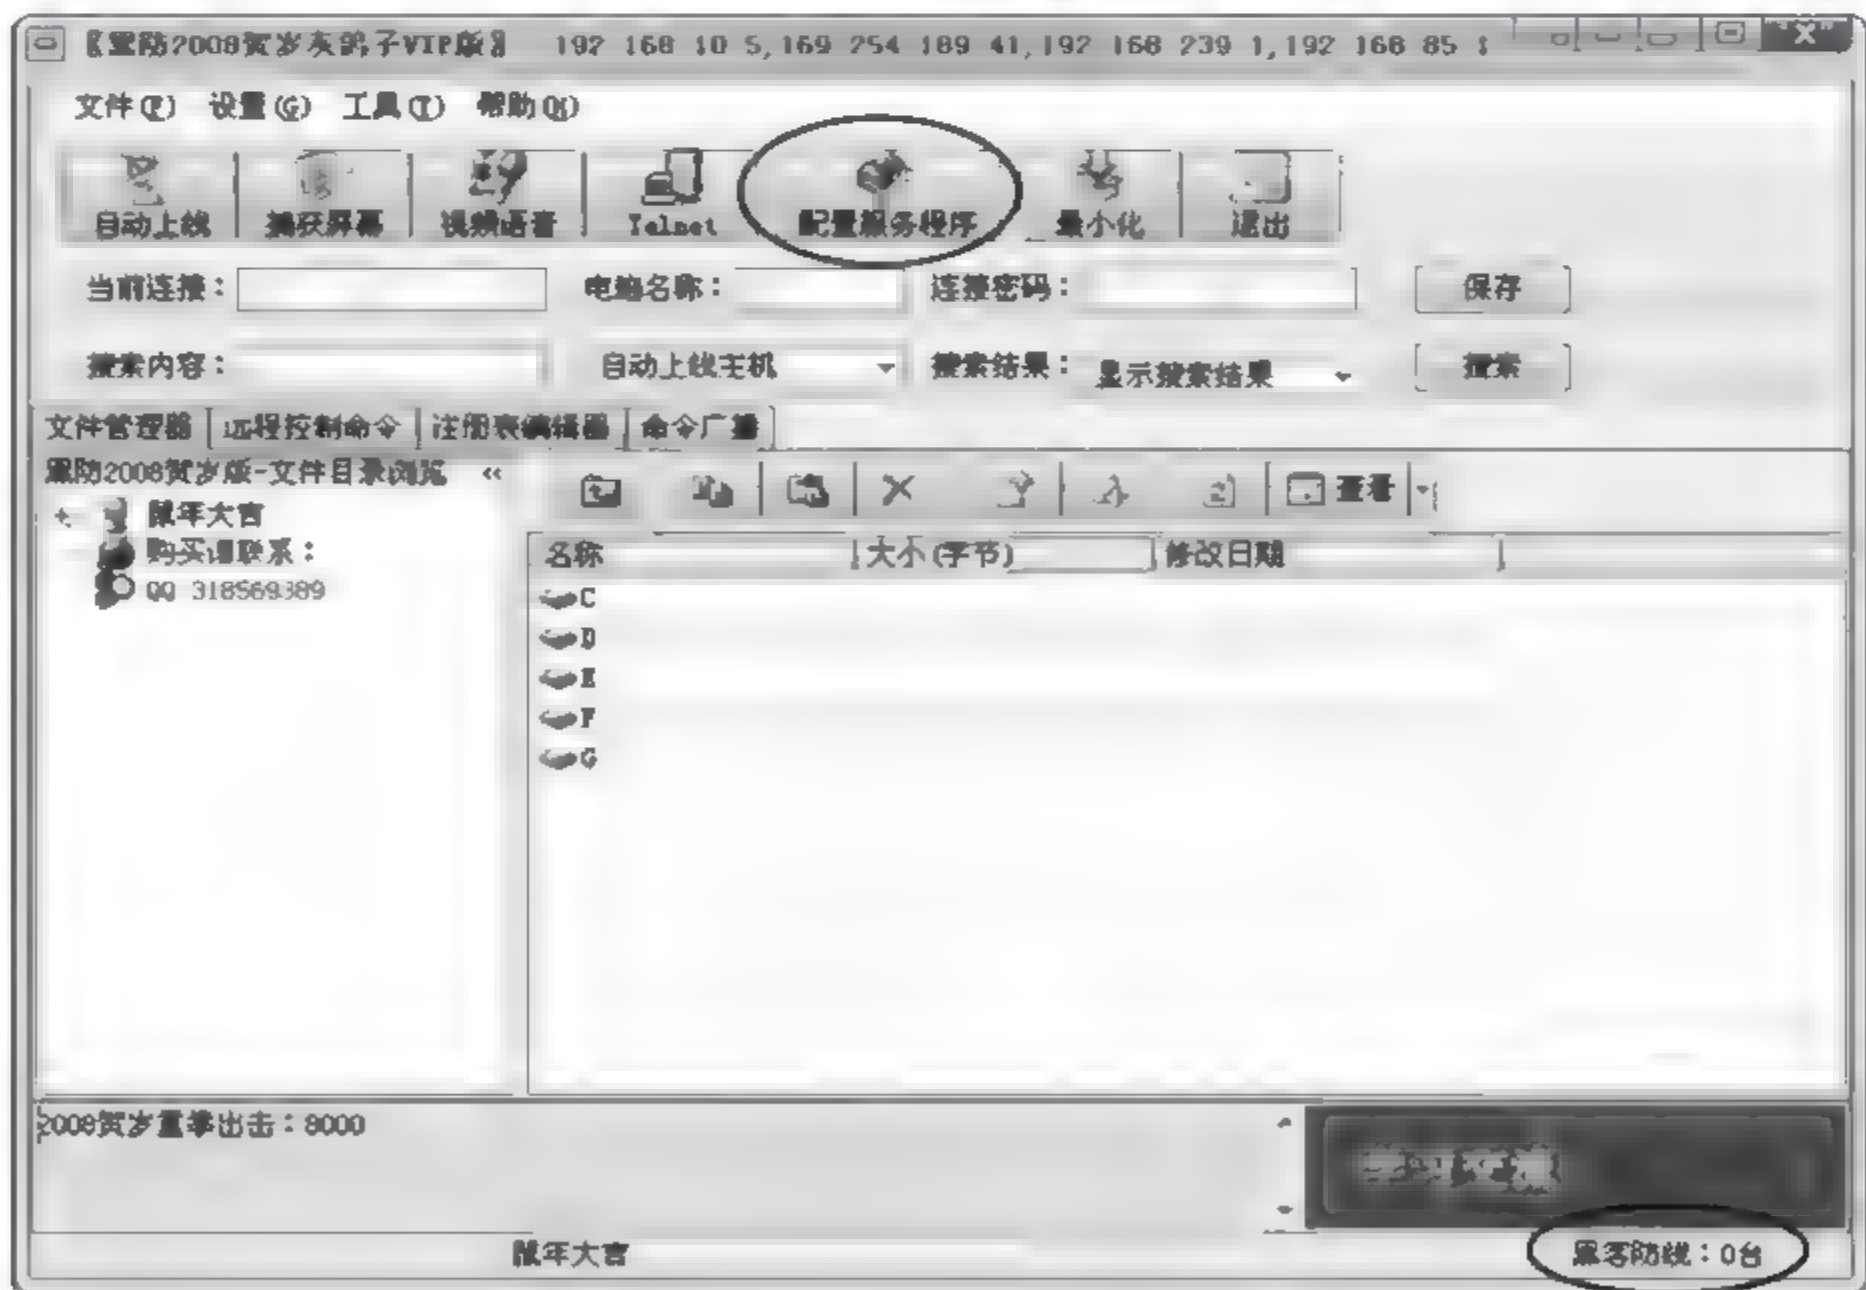 【黑防2008贺岁灰鸽子VIP版】 192 168 10 5,169 254 189 41,192 168 239 1,192 168 85 1
文件(F) 设置(G) 工具(T) 帮助(H)
自动上线 捕获屏幕 视频语音 Telnet 配置服务程序 最小化 退出
当前连接： 电脑名称： 连接密码： 保存
搜索内容： 自动上线主机 搜索结果： 显示搜索结果 搜索
文件管理器 远程控制命令 注册表编辑器 命令广播
黑防2008贺岁版-文件目录浏览 «
查看
鼠年大吉
购买请联系：
QQ 318569389
名称 大小(字节) 修改日期
C
D
E
F
G
2008贺岁重拳出击：8000
鼠年大吉
黑客防线：0台